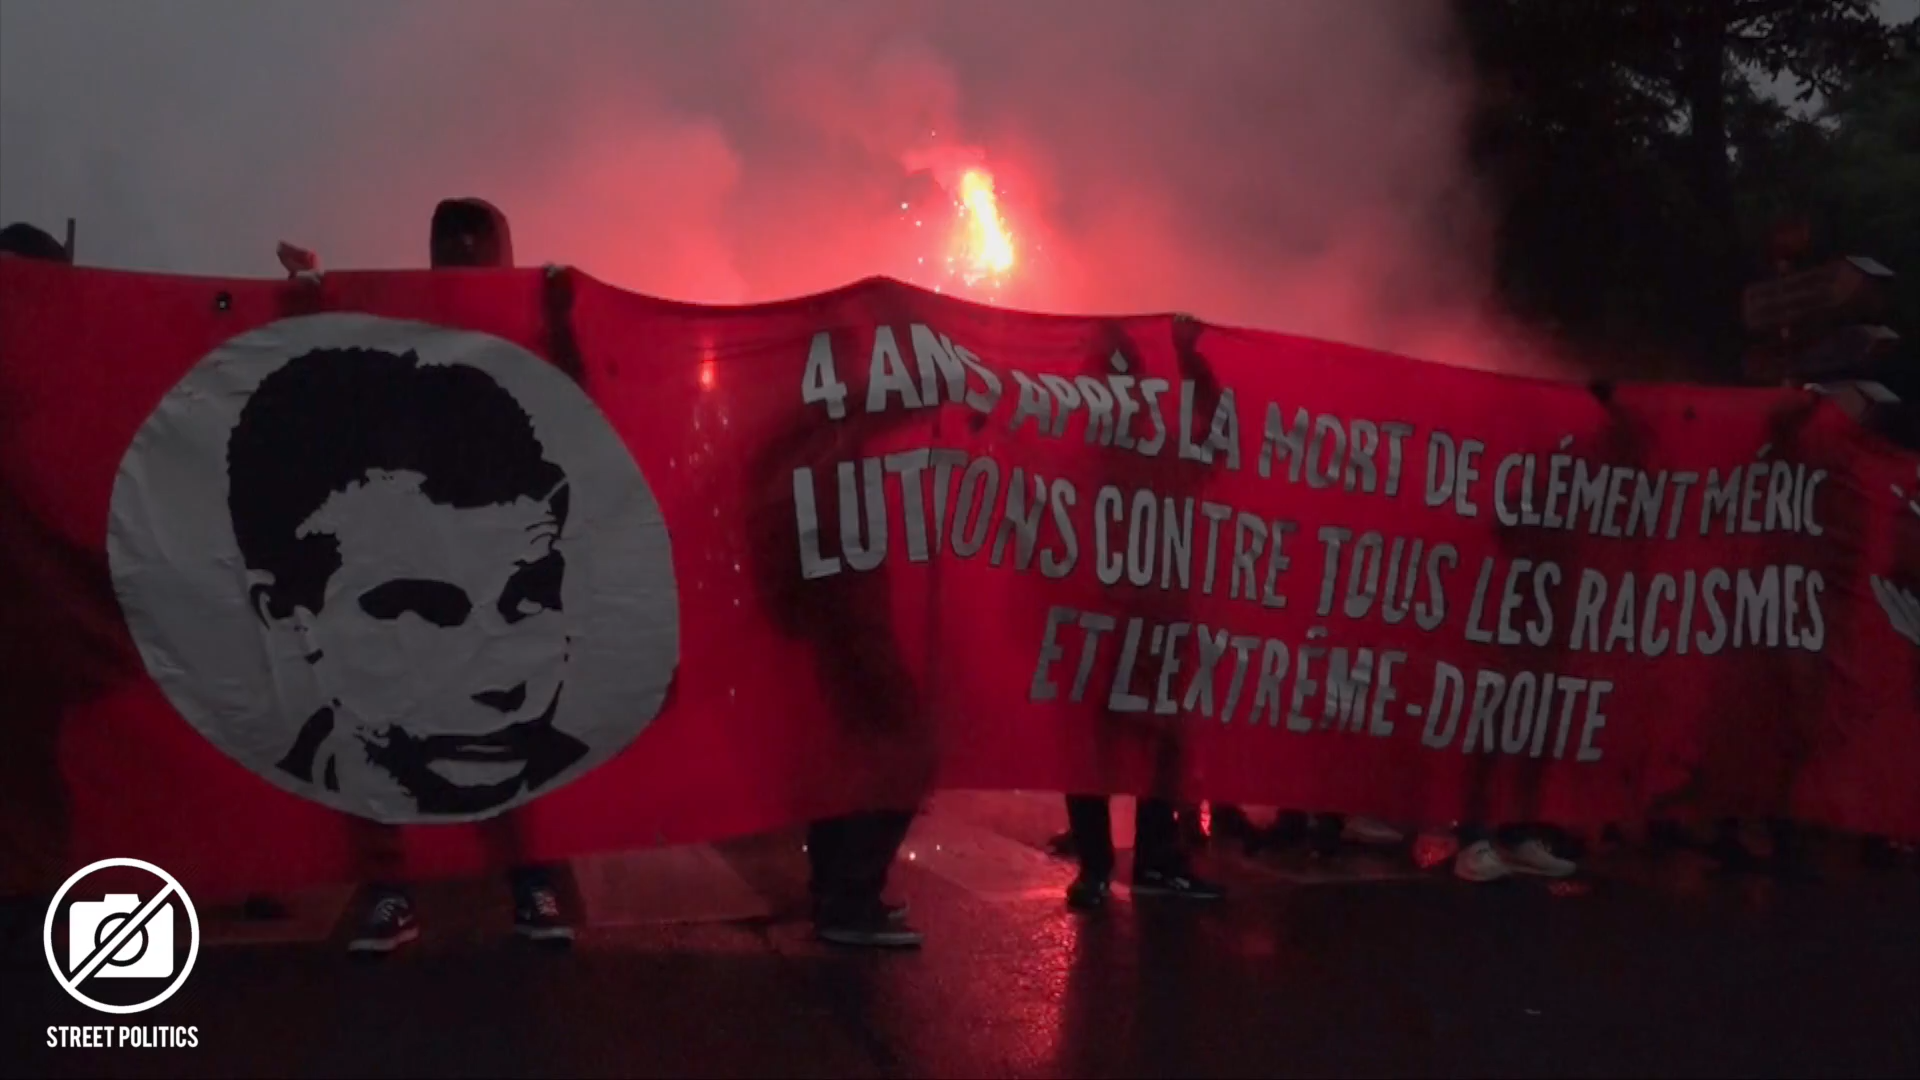 4 ANS APRÈS LA MORT DE CLÉMENT MÉRIC
LUTTONS CONTRE TOUS LES RACISMES
ET L'EXTRÊME-DROITE
STREET POLITICS